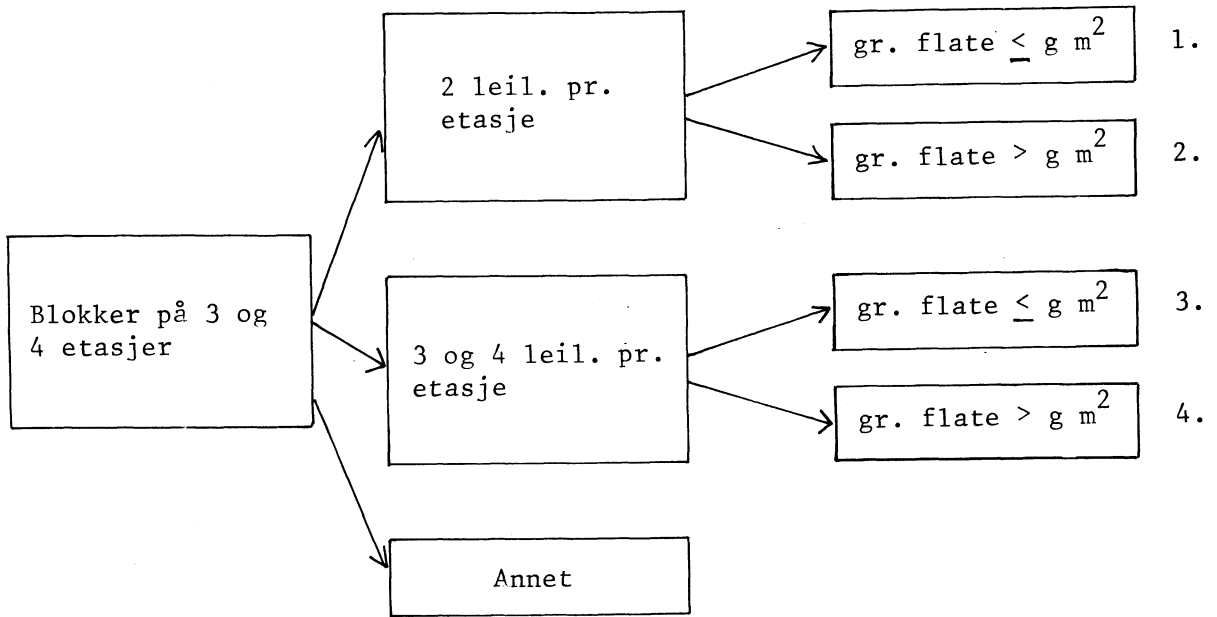 gr. flate ≤ g m² 1.
2 leil. pr.
etasje
gr. flate > g m² 2.
Blokker på 3 og
4 etasjer
gr. flate ≤ g m² 3.
3 og 4 leil. pr.
etasje
gr. flate > g m² 4.
Annet